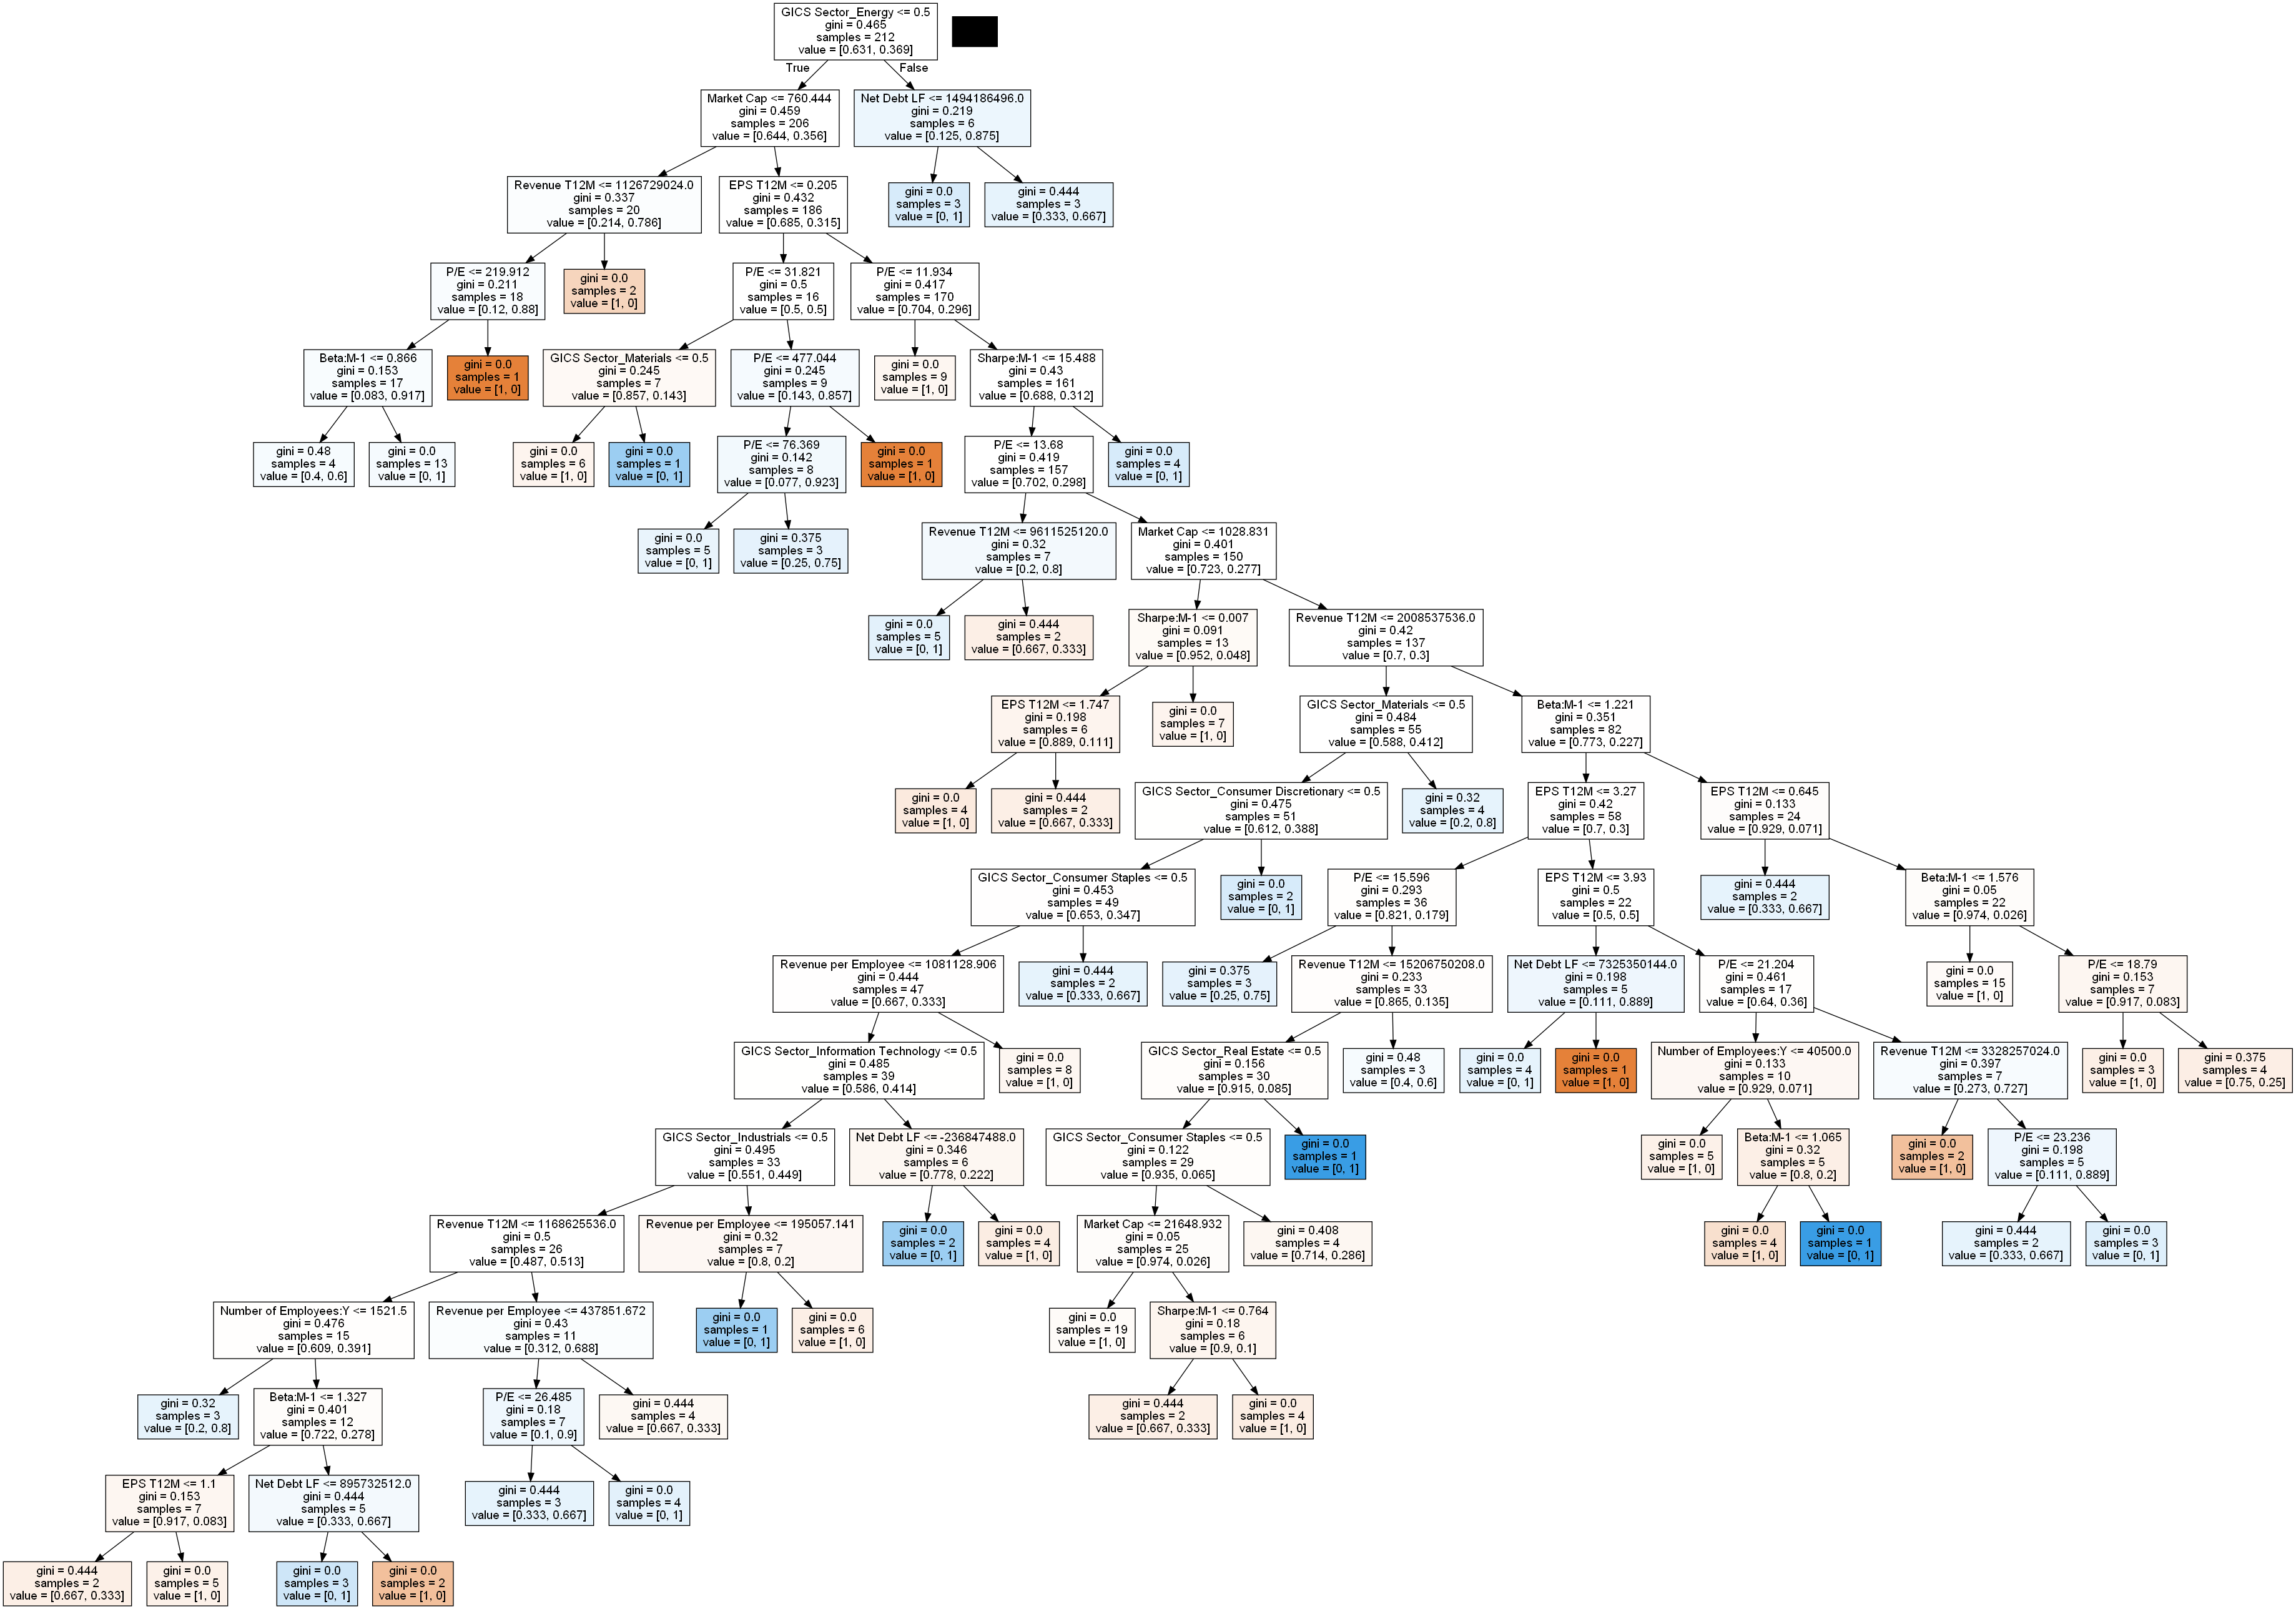 GICS Sector_Energy <= 0.5
gini = 0.465
samples = 212
value = [0.631, 0.369]
True
False
Market Cap <= 760.444
gini = 0.459
samples = 206
value = [0.644, 0.356]
Net Debt LF <= 1494186496.0
gini = 0.219
samples = 6
value = [0.125, 0.875]
Revenue T12M <= 1126729024.0
gini = 0.337
samples = 20
value = [0.214, 0.786]
EPS T12M <= 0.205
gini = 0.432
samples = 186
value = [0.685, 0.315]
gini = 0.0
samples = 3
value = [0, 1]
gini = 0.444
samples = 3
value = [0.333, 0.667]
P/E <= 219.912
gini = 0.211
samples = 18
value = [0.12, 0.88]
gini = 0.0
samples = 2
value = [1, 0]
P/E <= 31.821
gini = 0.5
samples = 16
value = [0.5, 0.5]
P/E <= 11.934
gini = 0.417
samples = 170
value = [0.704, 0.296]
Beta:M-1 <= 0.866
gini = 0.153
samples = 17
value = [0.083, 0.917]
gini = 0.0
samples = 1
value = [1, 0]
GICS Sector_Materials <= 0.5
gini = 0.245
samples = 7
value = [0.857, 0.143]
P/E <= 477.044
gini = 0.245
samples = 9
value = [0.143, 0.857]
gini = 0.0
samples = 9
value = [1, 0]
Sharpe:M-1 <= 15.488
gini = 0.43
samples = 161
value = [0.688, 0.312]
gini = 0.48
samples = 4
value = [0.4, 0.6]
gini = 0.0
samples = 13
value = [0, 1]
gini = 0.0
samples = 6
value = [1, 0]
gini = 0.0
samples = 1
value = [0, 1]
P/E <= 76.369
gini = 0.142
samples = 8
value = [0.077, 0.923]
gini = 0.0
samples = 1
value = [1, 0]
P/E <= 13.68
gini = 0.419
samples = 157
value = [0.702, 0.298]
gini = 0.0
samples = 4
value = [0, 1]
gini = 0.0
samples = 5
value = [0, 1]
gini = 0.375
samples = 3
value = [0.25, 0.75]
Revenue T12M <= 9611525120.0
gini = 0.32
samples = 7
value = [0.2, 0.8]
Market Cap <= 1028.831
gini = 0.401
samples = 150
value = [0.723, 0.277]
gini = 0.0
samples = 5
value = [0, 1]
gini = 0.444
samples = 2
value = [0.667, 0.333]
Sharpe:M-1 <= 0.007
gini = 0.091
samples = 13
value = [0.952, 0.048]
Revenue T12M <= 2008537536.0
gini = 0.42
samples = 137
value = [0.7, 0.3]
EPS T12M <= 1.747
gini = 0.198
samples = 6
value = [0.889, 0.111]
gini = 0.0
samples = 7
value = [1, 0]
GICS Sector_Materials <= 0.5
gini = 0.484
samples = 55
value = [0.588, 0.412]
Beta:M-1 <= 1.221
gini = 0.351
samples = 82
value = [0.773, 0.227]
gini = 0.0
samples = 4
value = [1, 0]
gini = 0.444
samples = 2
value = [0.667, 0.333]
GICS Sector_Consumer Discretionary <= 0.5
gini = 0.475
samples = 51
value = [0.612, 0.388]
gini = 0.32
samples = 4
value = [0.2, 0.8]
EPS T12M <= 3.27
gini = 0.42
samples = 58
value = [0.7, 0.3]
EPS T12M <= 0.645
gini = 0.133
samples = 24
value = [0.929, 0.071]
GICS Sector_Consumer Staples <= 0.5
gini = 0.453
samples = 49
value = [0.653, 0.347]
gini = 0.0
samples = 2
value = [0, 1]
P/E <= 15.596
gini = 0.293
samples = 36
value = [0.821, 0.179]
EPS T12M <= 3.93
gini = 0.5
samples = 22
value = [0.5, 0.5]
gini = 0.444
samples = 2
value = [0.333, 0.667]
Beta:M-1 <= 1.576
gini = 0.05
samples = 22
value = [0.974, 0.026]
Revenue per Employee <= 1081128.906
gini = 0.444
samples = 47
value = [0.667, 0.333]
gini = 0.444
samples = 2
value = [0.333, 0.667]
gini = 0.375
samples = 3
value = [0.25, 0.75]
Revenue T12M <= 15206750208.0
gini = 0.233
samples = 33
value = [0.865, 0.135]
Net Debt LF <= 7325350144.0
gini = 0.198
samples = 5
value = [0.111, 0.889]
P/E <= 21.204
gini = 0.461
samples = 17
value = [0.64, 0.36]
gini = 0.0
samples = 15
value = [1, 0]
P/E <= 18.79
gini = 0.153
samples = 7
value = [0.917, 0.083]
GICS Sector_Information Technology <= 0.5
gini = 0.485
samples = 39
value = [0.586, 0.414]
gini = 0.0
samples = 8
value = [1, 0]
GICS Sector_Real Estate <= 0.5
gini = 0.156
samples = 30
value = [0.915, 0.085]
gini = 0.48
samples = 3
value = [0.4, 0.6]
gini = 0.0
samples = 4
value = [0, 1]
gini = 0.0
samples = 1
value = [1, 0]
Number of Employees:Y <= 40500.0
gini = 0.133
samples = 10
value = [0.929, 0.071]
Revenue T12M <= 3328257024.0
gini = 0.397
samples = 7
value = [0.273, 0.727]
gini = 0.0
samples = 3
value = [1, 0]
gini = 0.375
samples = 4
value = [0.75, 0.25]
GICS Sector_Industrials <= 0.5
gini = 0.495
samples = 33
value = [0.551, 0.449]
Net Debt LF <= -236847488.0
gini = 0.346
samples = 6
value = [0.778, 0.222]
GICS Sector_Consumer Staples <= 0.5
gini = 0.122
samples = 29
value = [0.935, 0.065]
gini = 0.0
samples = 1
value = [0, 1]
gini = 0.0
samples = 5
value = [1, 0]
Beta:M-1 <= 1.065
gini = 0.32
samples = 5
value = [0.8, 0.2]
gini = 0.0
samples = 2
value = [1, 0]
P/E <= 23.236
gini = 0.198
samples = 5
value = [0.111, 0.889]
Revenue T12M <= 1168625536.0
gini = 0.5
samples = 26
value = [0.487, 0.513]
Revenue per Employee <= 195057.141
gini = 0.32
samples = 7
value = [0.8, 0.2]
gini = 0.0
samples = 2
value = [0, 1]
gini = 0.0
samples = 4
value = [1, 0]
Market Cap <= 21648.932
gini = 0.05
samples = 25
value = [0.974, 0.026]
gini = 0.408
samples = 4
value = [0.714, 0.286]
gini = 0.0
samples = 4
value = [1, 0]
gini = 0.0
samples = 1
value = [0, 1]
gini = 0.444
samples = 2
value = [0.333, 0.667]
gini = 0.0
samples = 3
value = [0, 1]
Number of Employees:Y <= 1521.5
gini = 0.476
samples = 15
value = [0.609, 0.391]
Revenue per Employee <= 437851.672
gini = 0.43
samples = 11
value = [0.312, 0.688]
gini = 0.0
samples = 1
value = [0, 1]
gini = 0.0
samples = 6
value = [1, 0]
gini = 0.0
samples = 19
value = [1, 0]
Sharpe:M-1 <= 0.764
gini = 0.18
samples = 6
value = [0.9, 0.1]
gini = 0.32
samples = 3
value = [0.2, 0.8]
Beta:M-1 <= 1.327
gini = 0.401
samples = 12
value = [0.722, 0.278]
P/E <= 26.485
gini = 0.18
samples = 7
value = [0.1, 0.9]
gini = 0.444
samples = 4
value = [0.667, 0.333]
gini = 0.444
samples = 2
value = [0.667, 0.333]
gini = 0.0
samples = 4
value = [1, 0]
EPS T12M <= 1.1
gini = 0.153
samples = 7
value = [0.917, 0.083]
Net Debt LF <= 895732512.0
gini = 0.444
samples = 5
value = [0.333, 0.667]
gini = 0.444
samples = 3
value = [0.333, 0.667]
gini = 0.0
samples = 4
value = [0, 1]
gini = 0.444
samples = 2
value = [0.667, 0.333]
gini = 0.0
samples = 5
value = [1, 0]
gini = 0.0
samples = 3
value = [0, 1]
gini = 0.0
samples = 2
value = [1, 0]